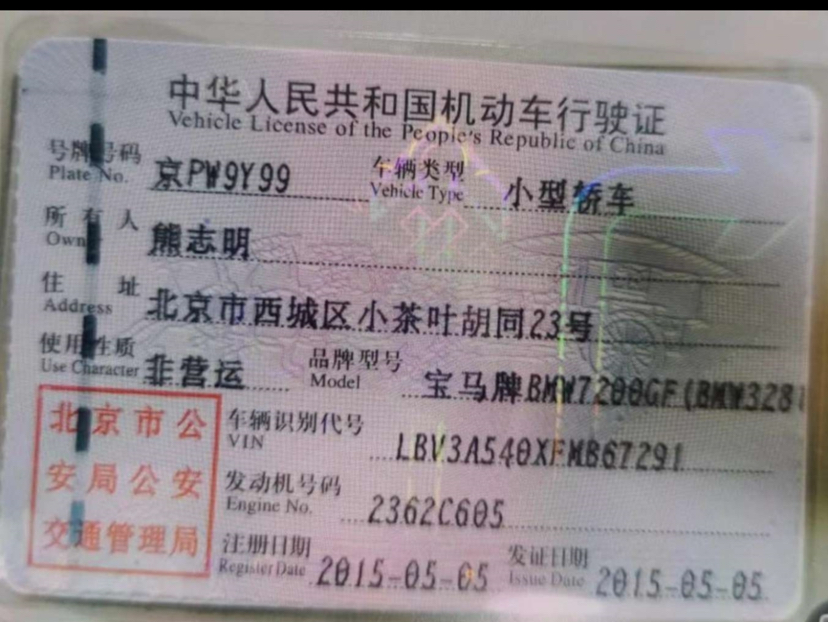 中华人民共和国机动车行驶证
Vehicle License of the People's Republic of China
号牌号码 京PW9Y99 车辆类型 小型轿车
Plate No. Vehicle Type
所有人 熊志明
Owner
住址 北京市西城区小茶叶胡同23号
Address
使用性质 非营运 品牌型号 宝马牌BMW7200GF(BMW328
Use Character Model
北京市公
安局公安
交通管理局
车辆识别代号 LBV3A540XFMB67291
VIN
发动机号码 2362C605
Engine No.
注册日期 2015-05-05 发证日期 2015-05-05
Register Date Issue Date